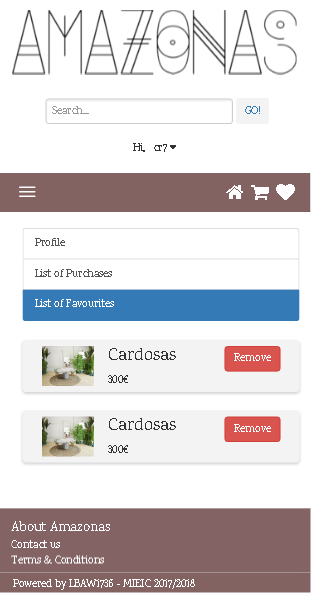 AMAZONAS
Search...
GO!
Hi, cr7
Profile
List of Purchases
List of Favourites
Cardosas
Remove
300€
Cardosas
Remove
300€
About Amazonas
Contact us
Terms & Conditions
Powered by LBAW1736 - MIEIC 2017/2018